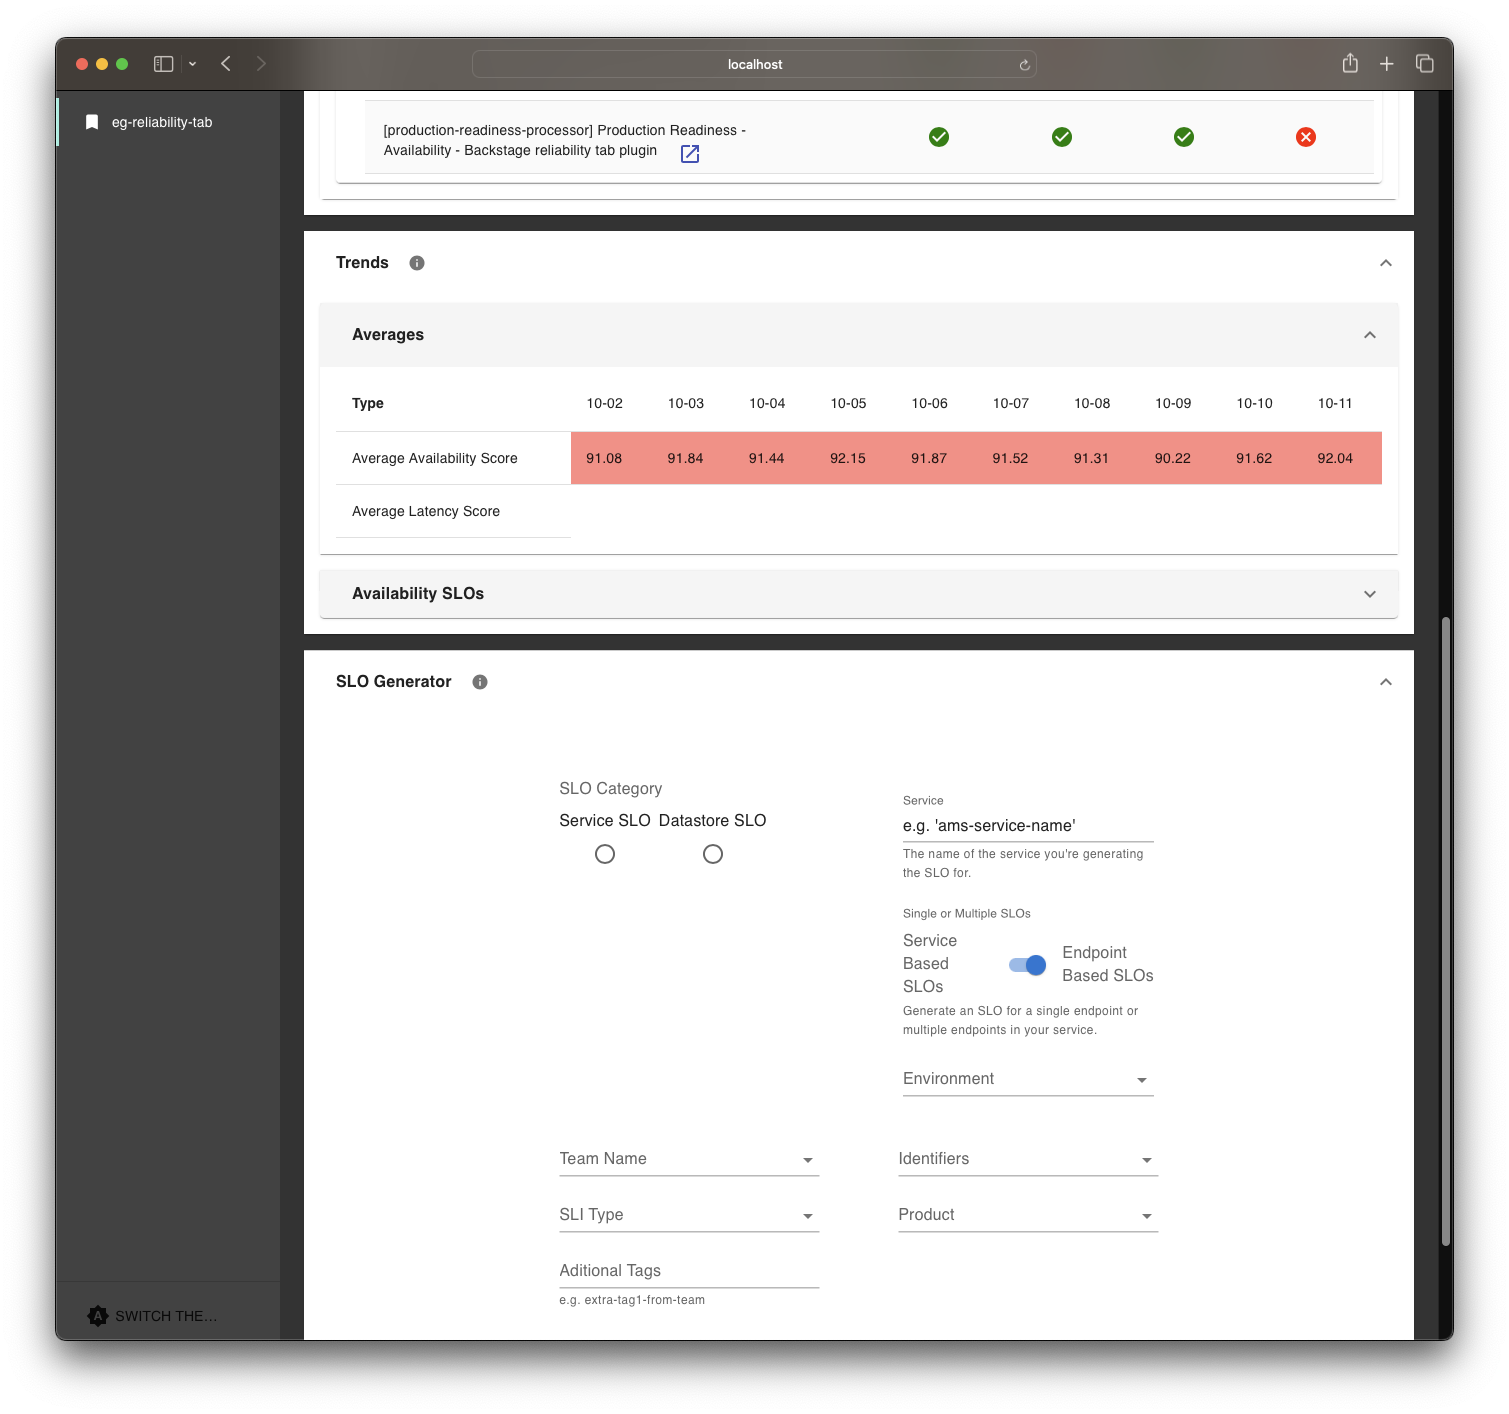 localhost
eg-reliability-tab
[production-readiness-processor] Production Readiness -
Availability - Backstage reliability tab plugin
Trends
Averages
Type 10-02 10-03 10-04 10-05 10-06 10-07 10-08 10-09 10-10 10-11
Average Availability Score 91.08 91.84 91.44 92.15 91.87 91.52 91.31 90.22 91.62 92.04
Average Latency Score
Availability SLOs
SLO Generator
SLO Category
Service SLO Datastore SLO
Service
e.g. 'ams-service-name'
The name of the service you're generating
the SLO for.
Single or Multiple SLOs
Service
Based
SLOs
Endpoint
Based SLOs
Generate an SLO for a single endpoint or
multiple endpoints in your service.
Environment
Team Name
Identifiers
SLI Type
Product
Aditional Tags
e.g. extra-tag1-from-team
A
SWITCH THE...